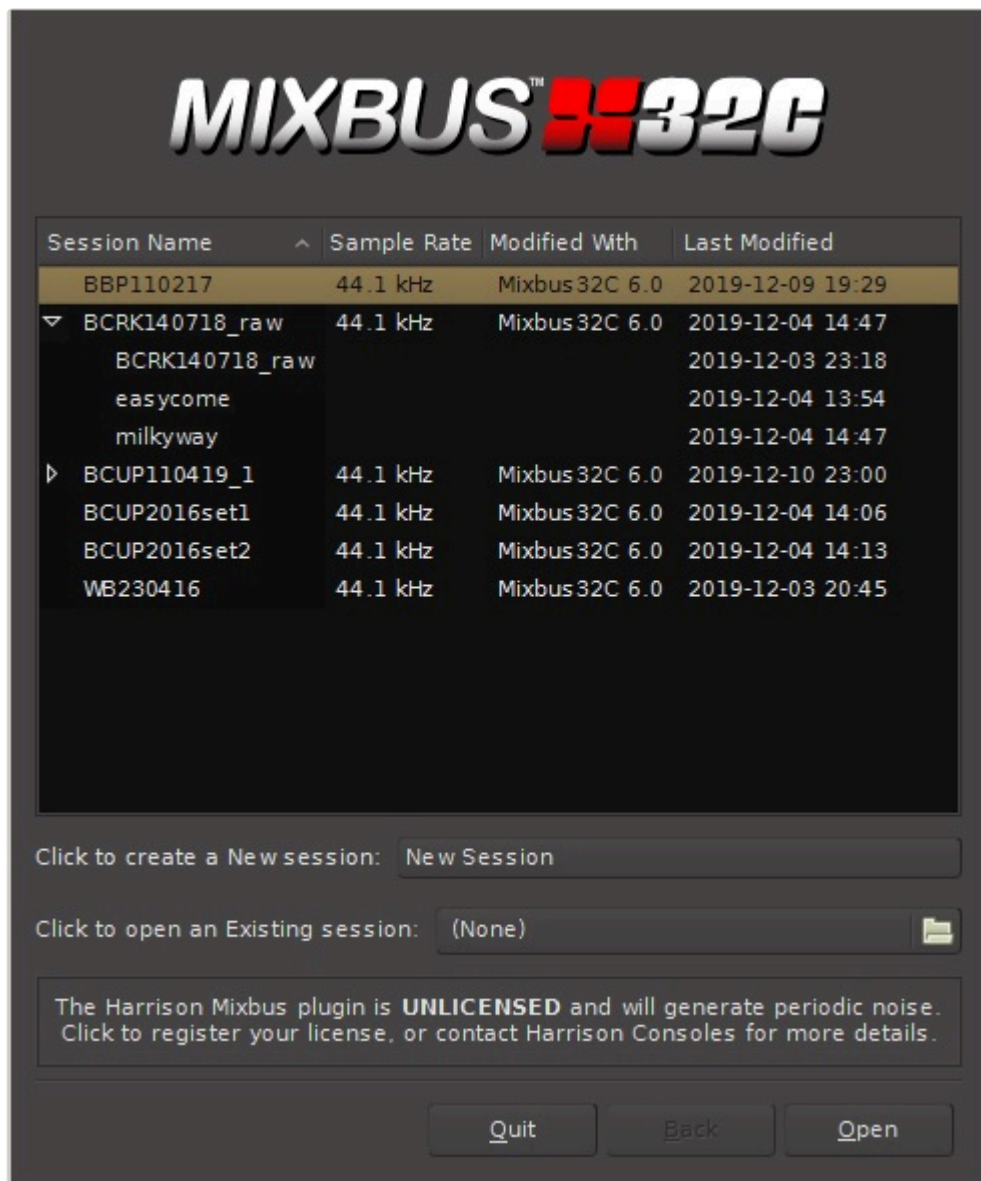 MIXBUS™ 32C
Session Name Sample Rate Modified With Last Modified
BBP110217 44.1 kHz Mixbus32C 6.0 2019-12-09 19:29
BCRK140718_raw 44.1 kHz Mixbus32C 6.0 2019-12-04 14:47
BCRK140718_raw 2019-12-03 23:18
easycome 2019-12-04 13:54
milkyway 2019-12-04 14:47
BCUP110419_1 44.1 kHz Mixbus32C 6.0 2019-12-10 23:00
BCUP2016set1 44.1 kHz Mixbus32C 6.0 2019-12-04 14:06
BCUP2016set2 44.1 kHz Mixbus32C 6.0 2019-12-04 14:13
WB230416 44.1 kHz Mixbus32C 6.0 2019-12-03 20:45
Click to create a New session: New Session
Click to open an Existing session: (None)
The Harrison Mixbus plugin is UNLICENSED and will generate periodic noise.
Click to register your license, or contact Harrison Consoles for more details.
Quit Back Open